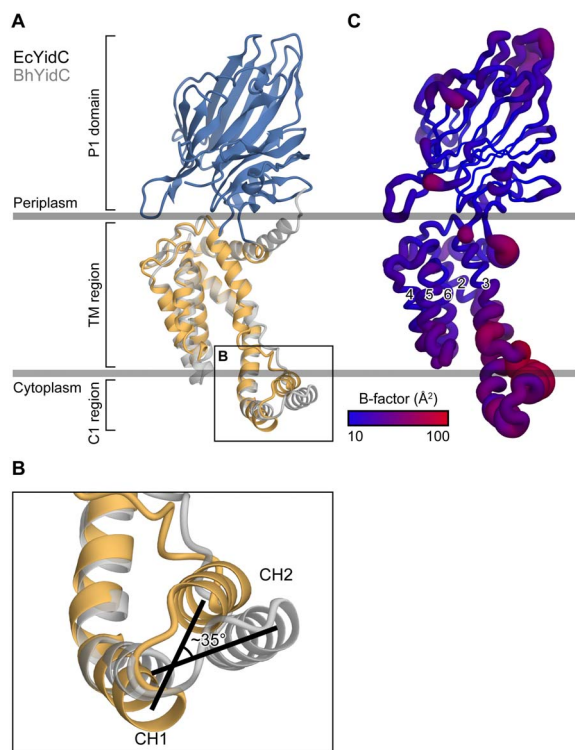 A
EcYidC
BhYidC
P1 domain
Periplasm
TM region
Cytoplasm
C1 region
B
C
4 5 6 2 3
B-factor (Å²)
10 100
B
CH2
~35°
CH1